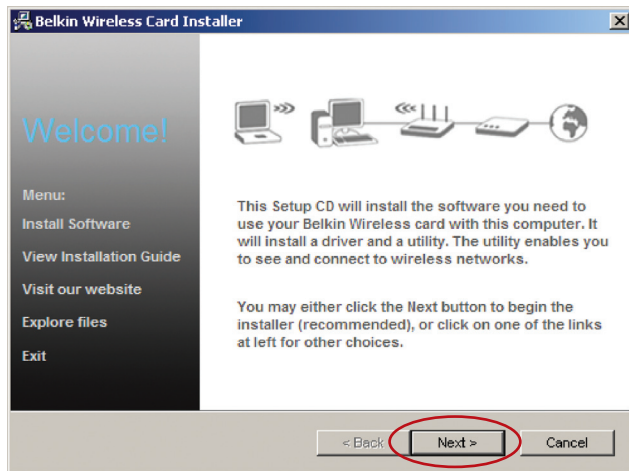 Belkin Wireless Card Installer
Welcome!
Menu:
Install Software
View Installation Guide
Visit our website
Explore files
Exit
This Setup CD will install the software you need to
use your Belkin Wireless card with this computer. It
will install a driver and a utility. The utility enables you
to see and connect to wireless networks.
You may either click the Next button to begin the
installer (recommended), or click on one of the links
at left for other choices.
< Back
Next >
Cancel